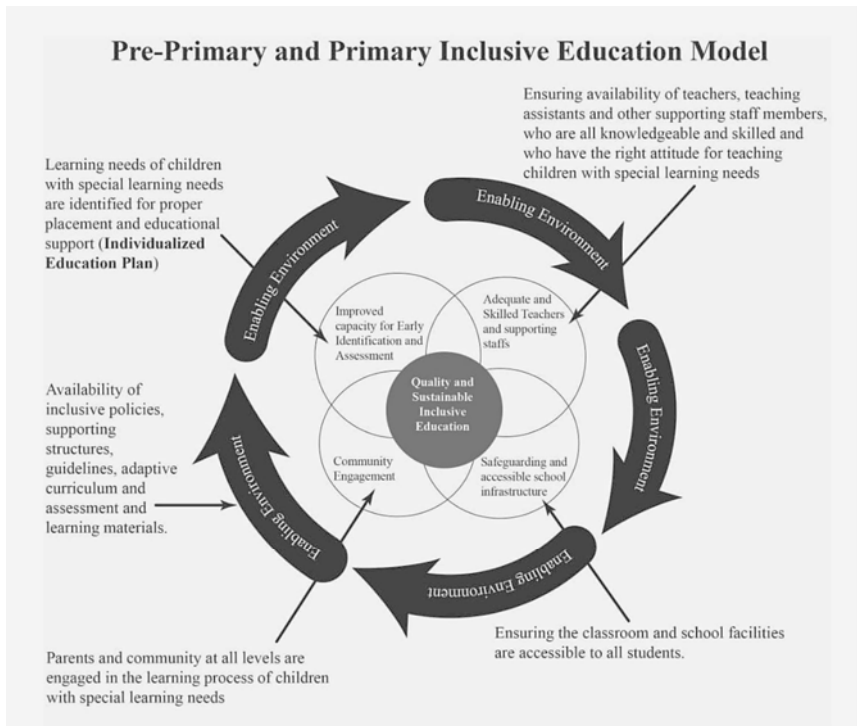 Pre-Primary and Primary Inclusive Education Model
Ensuring availability of teachers, teaching
assistants and other supporting staff members,
who are all knowledgeable and skilled and
who have the right attitude for teaching
children with special learning needs
Learning needs of children
with special learning needs
are identified for proper
placement and educational
support (Individualized
Education Plan)
Enabling Environment
Enabling Environment
Enabling Environment
Enabling Environment
Enabling Environment
Improved
capacity for Early
Identification and
Assessment
Adequate and
Skilled Teachers
and supporting
staffs
Quality and
Sustainable
Inclusive
Education
Community
Engagement
Safeguarding and
accessible school
infrastructure
Availability of
inclusive policies,
supporting
structures,
guidelines, adaptive
curriculum and
assessment and
learning materials.
Ensuring the classroom and school facilities
are accessible to all students.
Parents and community at all levels are
engaged in the learning process of children
with special learning needs